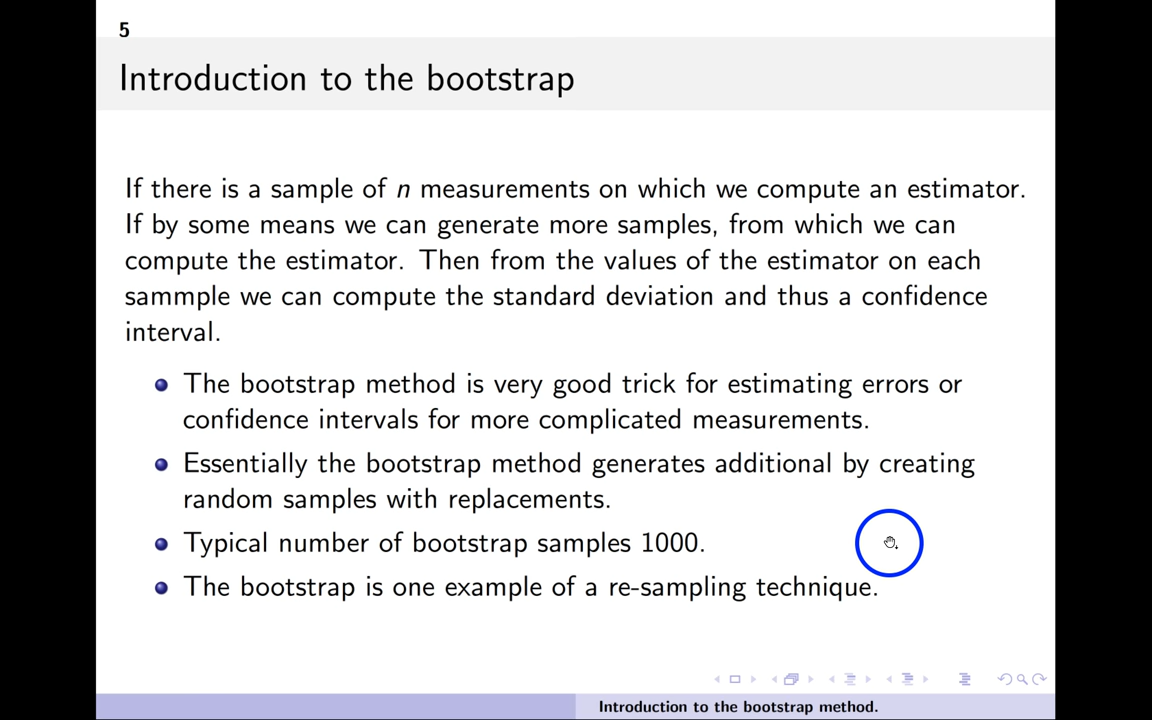 5
Introduction to the bootstrap
If there is a sample of n measurements on which we compute an estimator.
If by some means we can generate more samples, from which we can
compute the estimator. Then from the values of the estimator on each
sammple we can compute the standard deviation and thus a confidence
interval.
The bootstrap method is very good trick for estimating errors or
confidence intervals for more complicated measurements.
Essentially the bootstrap method generates additional by creating
random samples with replacements.
Typical number of bootstrap samples 1000.
The bootstrap is one example of a re-sampling technique.
Introduction to the bootstrap method.